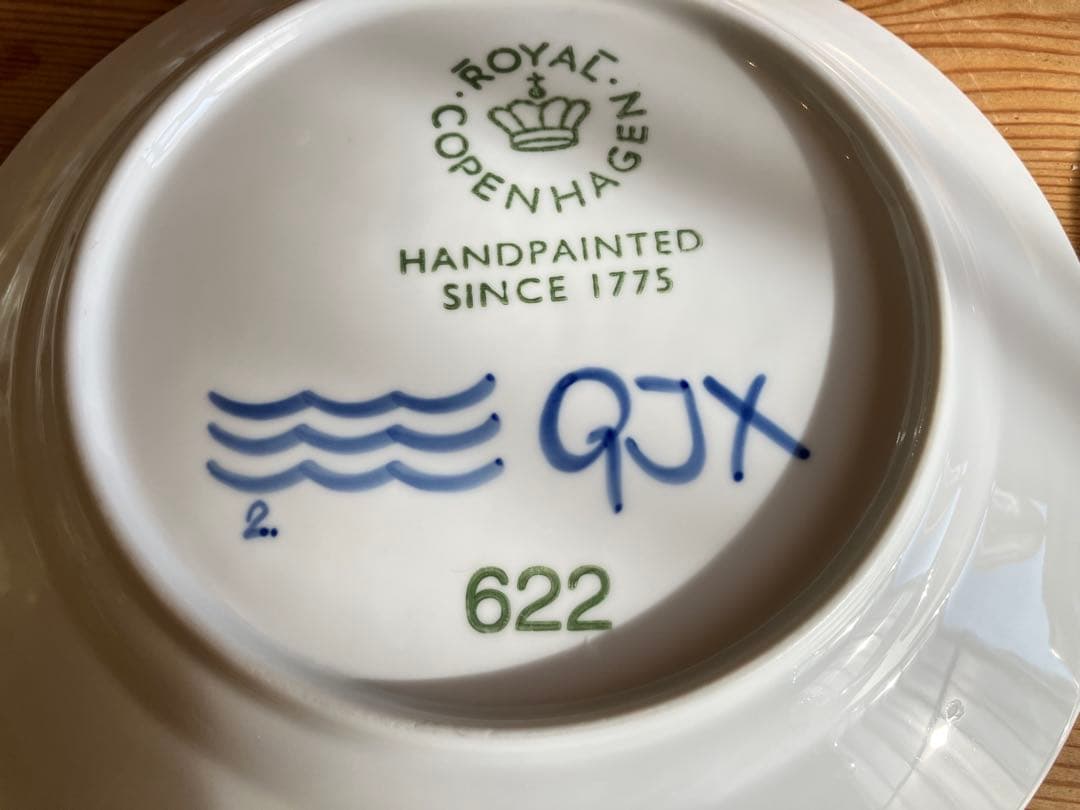 ROYAL · COPENHAGEN ·
HANDPAINTED
SINCE 1775
QJX
2..
622